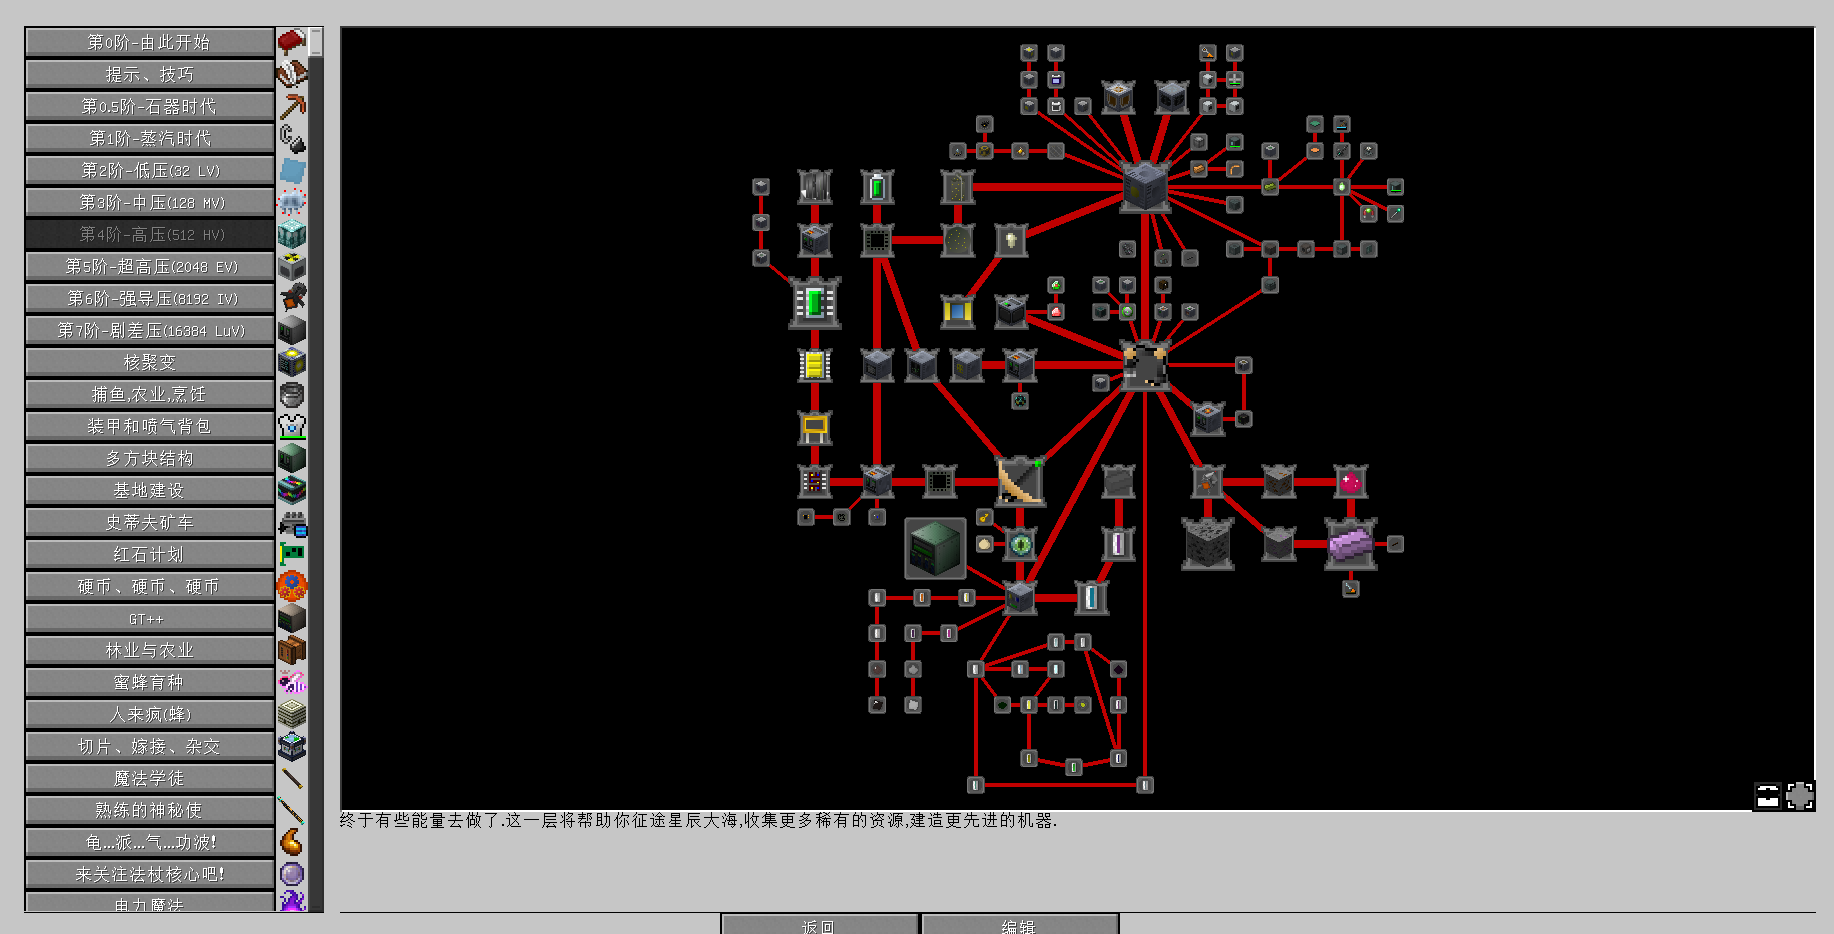 第0阶-由此开始
提示、技巧
第0.5阶-石器时代
第1阶-蒸汽时代
第2阶-低压(32 LV)
第3阶-中压(128 MV)
第4阶-高压(512 HV)
第5阶-超高压(2048 EV)
第6阶-强导压(8192 IV)
第7阶-剧差压(16384 LuV)
核聚变
捕鱼,农业,烹饪
装甲和喷气背包
多方块结构
基地建设
史蒂夫矿车
红石计划
硬币、硬币、硬币
GT++
林业与农业
蜜蜂育种
人来疯(蜂)
切片、嫁接、杂交
魔法学徒
熟练的神秘使
龟...派...气...功波!
来关注法杖核心吧!
电力魔法
终于有些能量去做了.这一层将帮助你征途星辰大海,收集更多稀有的资源,建造更先进的机器.
返回
编辑